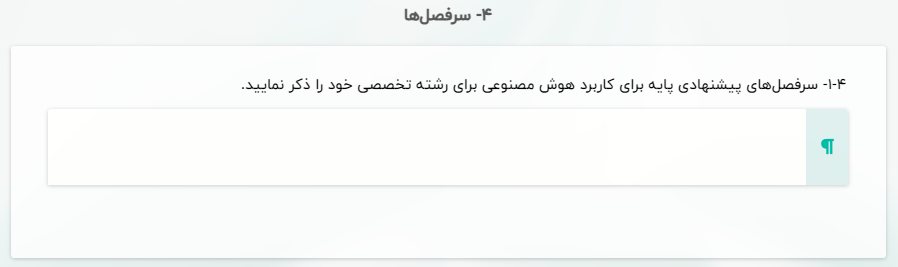 ۴- سرفصل‌ها
۴-۱- سرفصل‌های پیشنهادی پایه برای کاربرد هوش مصنوعی برای رشته تخصصی خود را ذکر نمایید.
¶